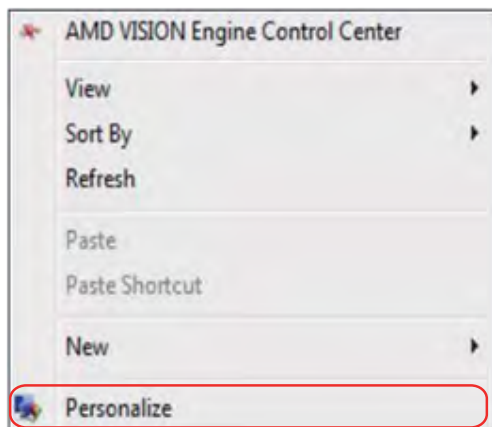 AMD VISION Engine Control Center
View
Sort By
Refresh
Paste
Paste Shortcut
New
Personalize